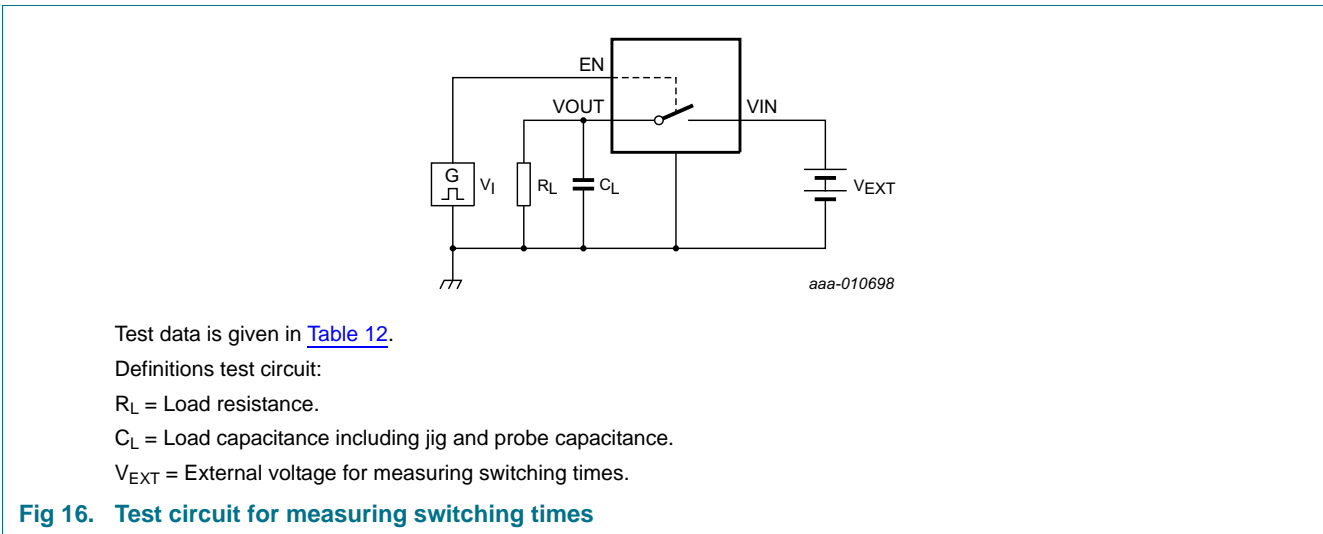 EN
VOUT
VIN
G
VI
RL
CL
VEXT
aaa-010698
Test data is given in Table 12.
Definitions test circuit:
RL = Load resistance.
CL = Load capacitance including jig and probe capacitance.
VEXT = External voltage for measuring switching times.
Fig 16. Test circuit for measuring switching times